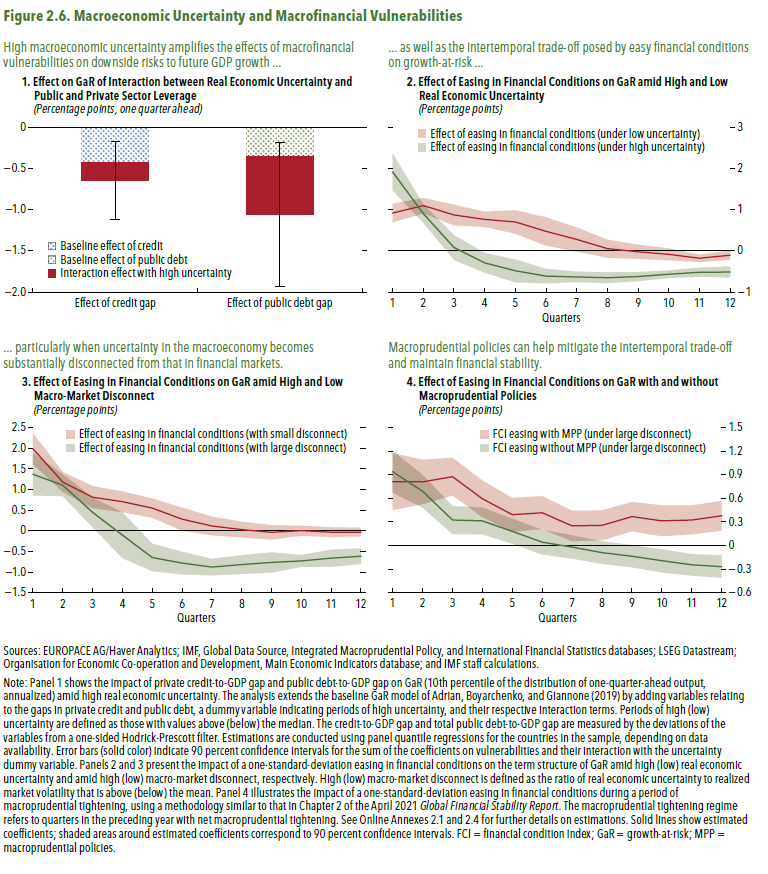 Figure 2.6. Macroeconomic Uncertainty and Macrofinancial Vulnerabilities
High macroeconomic uncertainty amplifies the effects of macrofinancial
vulnerabilities on downside risks to future GDP growth ...
1. Effect on GaR of Interaction between Real Economic Uncertainty and
Public and Private Sector Leverage
(Percentage points, one quarter ahead)
0
–0.5
–1.0
–1.5
–2.0
Baseline effect of credit
Baseline effect of public debt
Interaction effect with high uncertainty
Effect of credit gap
Effect of public debt gap
... as well as the intertemporal trade-off posed by easy financial conditions
on growth-at-risk ...
2. Effect of Easing in Financial Conditions on GaR amid High and Low
Real Economic Uncertainty
(Percentage points)
Effect of easing in financial conditions (under low uncertainty)
Effect of easing in financial conditions (under high uncertainty)
3
2
1
0
–1
1 2 3 4 5 6 7 8 9 10 11 12
Quarters
... particularly when uncertainty in the macroeconomy becomes
substantially disconnected from that in financial markets.
3. Effect of Easing in Financial Conditions on GaR amid High and Low
Macro-Market Disconnect
(Percentage points)
2.5
2.0
1.5
1.0
0.5
0
–0.5
–1.0
–1.5
Effect of easing in financial conditions (with small disconnect)
Effect of easing in financial conditions (with large disconnect)
1 2 3 4 5 6 7 8 9 10 11 12
Quarters
Macroprudential policies can help mitigate the intertemporal trade-off
and maintain financial stability.
4. Effect of Easing in Financial Conditions on GaR with and without
Macroprudential Policies
(Percentage points)
FCI easing with MPP (under large disconnect)
FCI easing without MPP (under large disconnect)
1.5
1.2
0.9
0.6
0.3
0
–0.3
–0.6
1 2 3 4 5 6 7 8 9 10 11 12
Quarters
Sources: EUROPACE AG/Haver Analytics; IMF, Global Data Source, Integrated Macroprudential Policy, and International Financial Statistics databases; LSEG Datastream;
Organisation for Economic Co-operation and Development, Main Economic Indicators database; and IMF staff calculations.
Note: Panel 1 shows the impact of private credit-to-GDP gap and public debt-to-GDP gap on GaR (10th percentile of the distribution of one-quarter-ahead output,
annualized) amid high real economic uncertainty. The analysis extends the baseline GaR model of Adrian, Boyarchenko, and Giannone (2019) by adding variables relating
to the gaps in private credit and public debt, a dummy variable indicating periods of high uncertainty, and their respective interaction terms. Periods of high (low)
uncertainty are defined as those with values above (below) the median. The credit-to-GDP gap and total public debt-to-GDP gap are measured by the deviations of the
variables from a one-sided Hodrick-Prescott filter. Estimations are conducted using panel quantile regressions for the countries in the sample, depending on data
availability. Error bars (solid color) indicate 90 percent confidence intervals for the sum of the coefficients on vulnerabilities and their interaction with the uncertainty
dummy variable. Panels 2 and 3 present the impact of a one-standard-deviation easing in financial conditions on the term structure of GaR amid high (low) real economic
uncertainty and amid high (low) macro-market disconnect, respectively. High (low) macro-market disconnect is defined as the ratio of real economic uncertainty to realized
market volatility that is above (below) the mean. Panel 4 illustrates the impact of a one-standard-deviation easing in financial conditions during a period of
macroprudential tightening, using a methodology similar to that in Chapter 2 of the April 2021 Global Financial Stability Report. The macroprudential tightening regime
refers to quarters in the preceding year with net macroprudential tightening. See Online Annexes 2.1 and 2.4 for further details on estimations. Solid lines show estimated
coefficients; shaded areas around estimated coefficients correspond to 90 percent confidence intervals. FCI = financial condition index; GaR = growth-at-risk; MPP =
macroprudential policies.